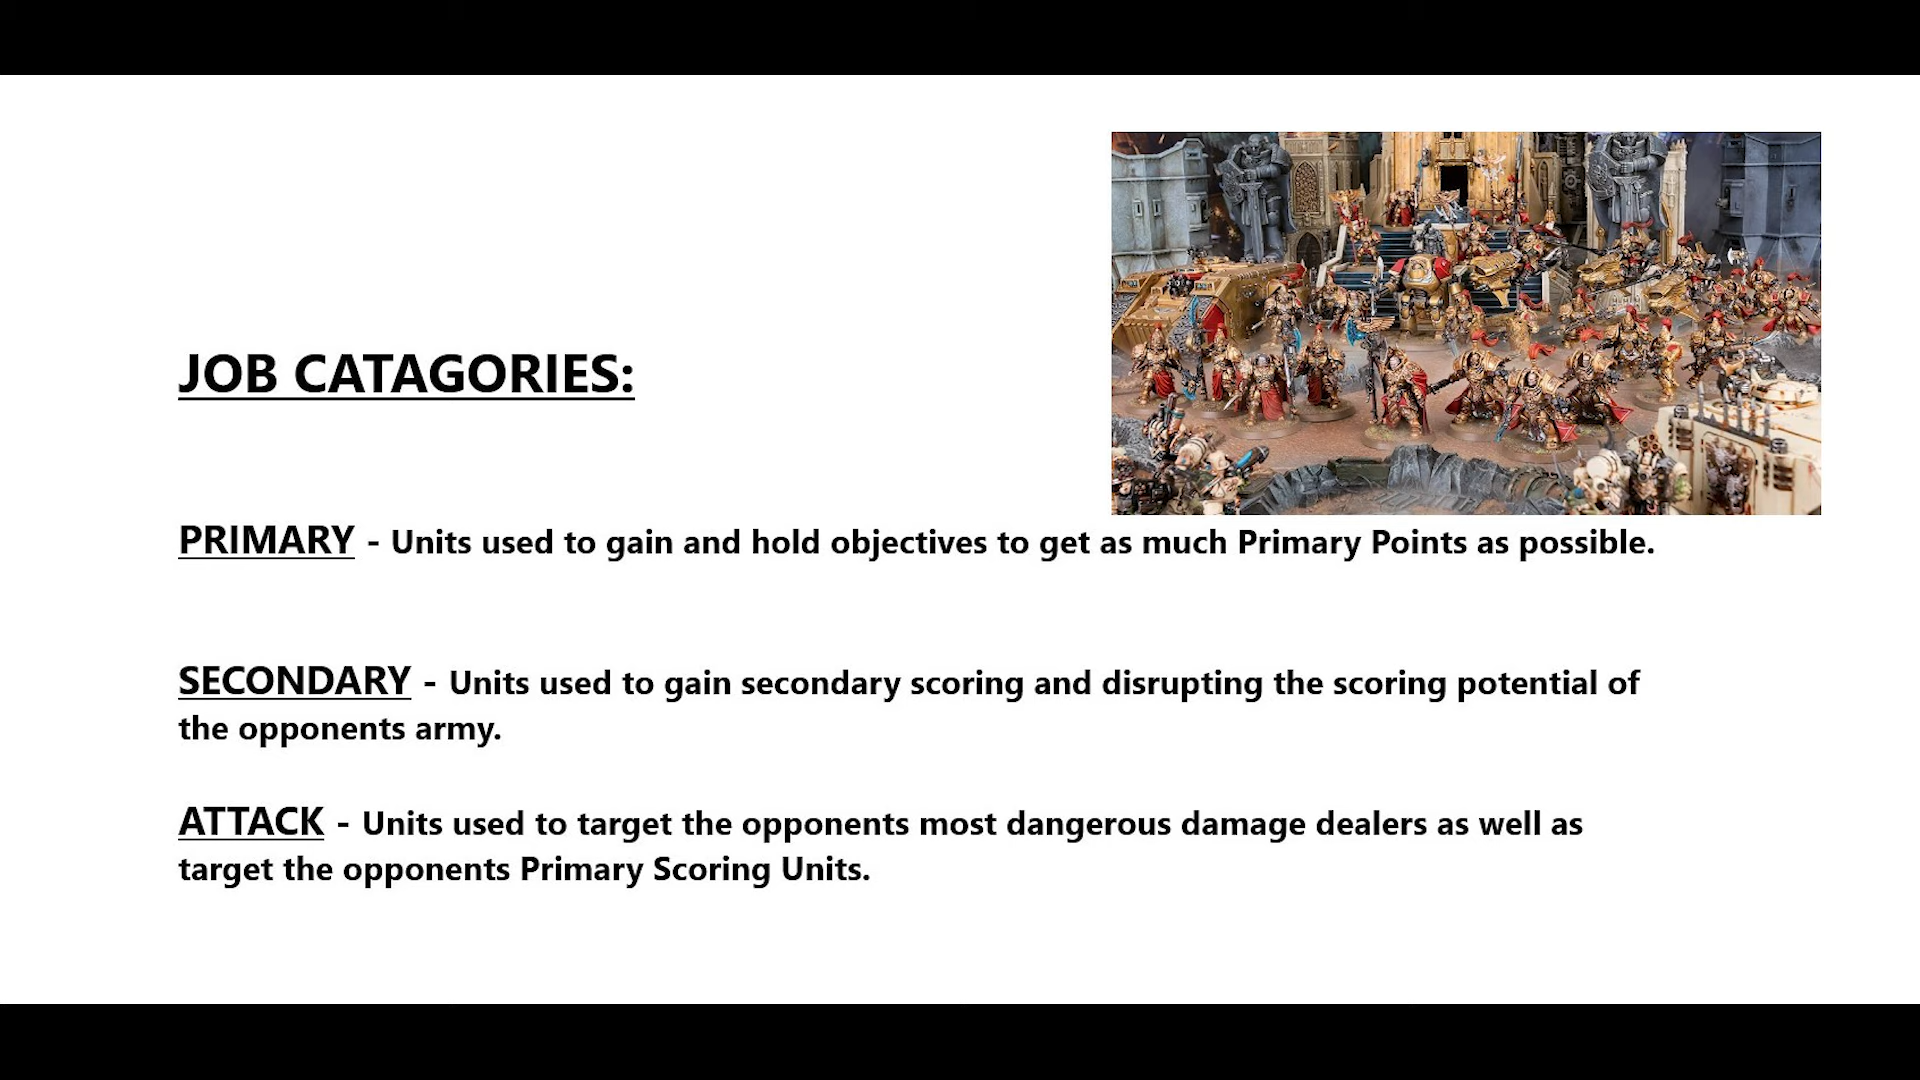 JOB CATAGORIES:
PRIMARY - Units used to gain and hold objectives to get as much Primary Points as possible.
SECONDARY - Units used to gain secondary scoring and disrupting the scoring potential of
the opponents army.
ATTACK - Units used to target the opponents most dangerous damage dealers as well as
target the opponents Primary Scoring Units.